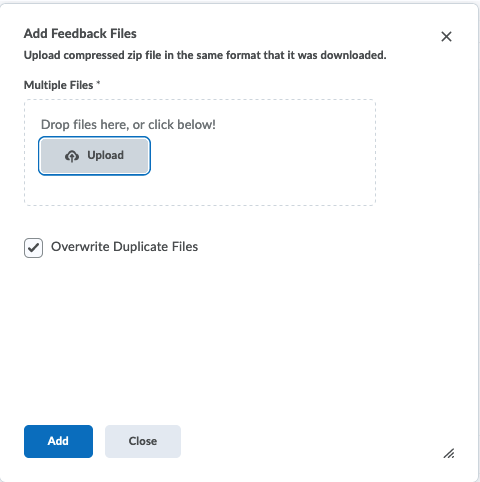 Add Feedback Files
Upload compressed zip file in the same format that it was downloaded.
Multiple Files *
Drop files here, or click below!
Upload
Overwrite Duplicate Files
Add
Close